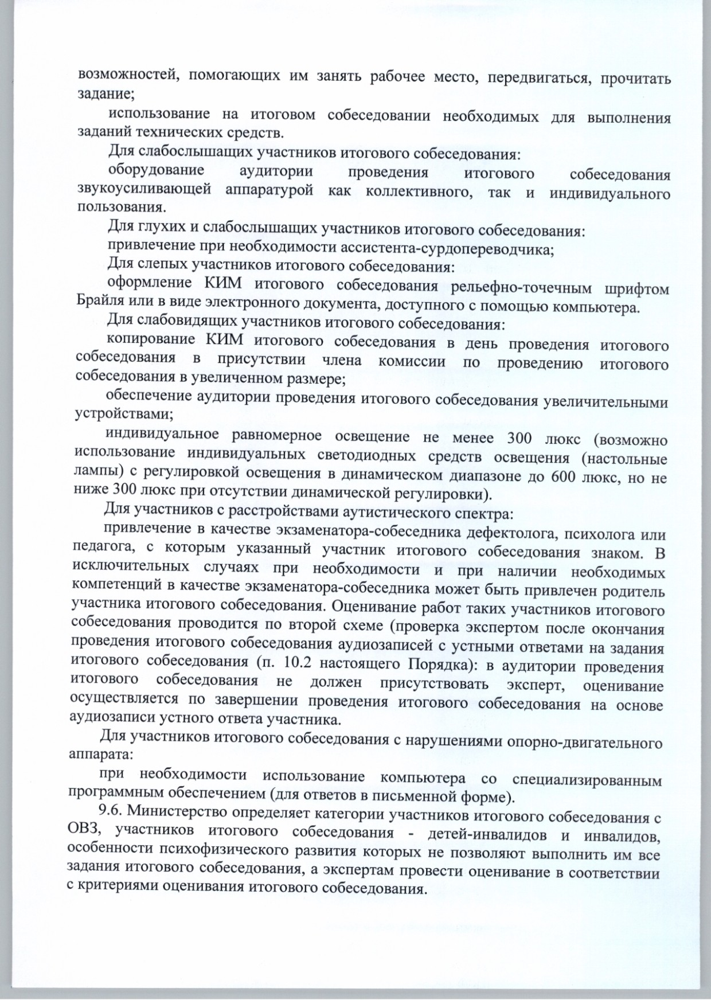 возможностей, помогающих им занять рабочее место, передвигаться, прочитать
задание;
использование на итоговом собеседовании необходимых для выполнения
заданий технических средств.
Для слабослышащих участников итогового собеседования:
оборудование аудитории проведения итогового собеседования
звукоусиливающей аппаратурой как коллективного, так и индивидуального
пользования.
Для глухих и слабослышащих участников итогового собеседования:
привлечение при необходимости ассистента-сурдопереводчика;
Для слепых участников итогового собеседования:
оформление КИМ итогового собеседования рельефно-точечным шрифтом
Брайля или в виде электронного документа, доступного с помощью компьютера.
Для слабовидящих участников итогового собеседования:
копирование КИМ итогового собеседования в день проведения итогового
собеседования в присутствии члена комиссии по проведению итогового
собеседования в увеличенном размере;
обеспечение аудитории проведения итогового собеседования увеличительными
устройствами;
индивидуальное равномерное освещение не менее 300 люкс (возможно
использование индивидуальных светодиодных средств освещения (настольные
лампы) с регулировкой освещения в динамическом диапазоне до 600 люкс, но не
ниже 300 люкс при отсутствии динамической регулировки).
Для участников с расстройствами аутистического спектра:
привлечение в качестве экзаменатора-собеседника дефектолога, психолога или
педагога, с которым указанный участник итогового собеседования знаком. В
исключительных случаях при необходимости и при наличии необходимых
компетенций в качестве экзаменатора-собеседника может быть привлечен родитель
участника итогового собеседования. Оценивание работ таких участников итогового
собеседования проводится по второй схеме (проверка экспертом после окончания
проведения итогового собеседования аудиозаписей с устными ответами на задания
итогового собеседования (п. 10.2 настоящего Порядка): в аудитории проведения
итогового собеседования не должен присутствовать эксперт, оценивание
осуществляется по завершении проведения итогового собеседования на основе
аудиозаписи устного ответа участника.
Для участников итогового собеседования с нарушениями опорно-двигательного
аппарата:
при необходимости использование компьютера со специализированным
программным обеспечением (для ответов в письменной форме).
9.6. Министерство определяет категории участников итогового собеседования с
ОВЗ, участников итогового собеседования - детей-инвалидов и инвалидов,
особенности психофизического развития которых не позволяют выполнить им все
задания итогового собеседования, а экспертам провести оценивание в соответствии
с критериями оценивания итогового собеседования.